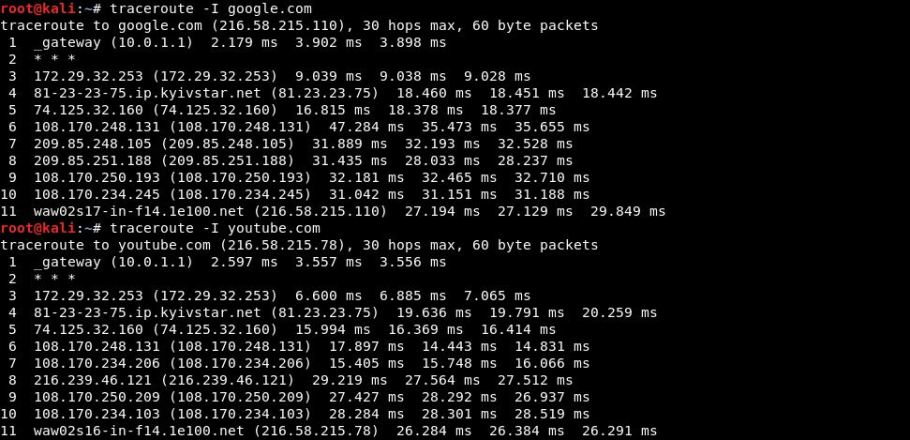 root@kali:~# traceroute -I google.com
traceroute to google.com (216.58.215.110), 30 hops max, 60 byte packets
1 _gateway (10.0.1.1) 2.179 ms 3.902 ms 3.898 ms
2 * * *
3 172.29.32.253 (172.29.32.253) 9.039 ms 9.038 ms 9.028 ms
4 81-23-23-75.ip.kyivstar.net (81.23.23.75) 18.460 ms 18.451 ms 18.442 ms
5 74.125.32.160 (74.125.32.160) 16.815 ms 18.378 ms 18.377 ms
6 108.170.248.131 (108.170.248.131) 47.284 ms 35.473 ms 35.655 ms
7 209.85.248.105 (209.85.248.105) 31.889 ms 32.193 ms 32.528 ms
8 209.85.251.188 (209.85.251.188) 31.435 ms 28.033 ms 28.237 ms
9 108.170.250.193 (108.170.250.193) 32.181 ms 32.465 ms 32.710 ms
10 108.170.234.245 (108.170.234.245) 31.042 ms 31.151 ms 31.188 ms
11 waw02s17-in-f14.1e100.net (216.58.215.110) 27.194 ms 27.129 ms 29.849 ms
root@kali:~# traceroute -I youtube.com
traceroute to youtube.com (216.58.215.78), 30 hops max, 60 byte packets
1 _gateway (10.0.1.1) 2.597 ms 3.557 ms 3.556 ms
2 * * *
3 172.29.32.253 (172.29.32.253) 6.600 ms 6.885 ms 7.065 ms
4 81-23-23-75.ip.kyivstar.net (81.23.23.75) 19.636 ms 19.791 ms 20.259 ms
5 74.125.32.160 (74.125.32.160) 15.994 ms 16.369 ms 16.414 ms
6 108.170.248.131 (108.170.248.131) 17.897 ms 14.443 ms 14.831 ms
7 108.170.234.206 (108.170.234.206) 15.405 ms 15.748 ms 16.066 ms
8 216.239.46.121 (216.239.46.121) 29.219 ms 27.564 ms 27.512 ms
9 108.170.250.209 (108.170.250.209) 27.427 ms 28.292 ms 26.937 ms
10 108.170.234.103 (108.170.234.103) 28.284 ms 28.301 ms 28.519 ms
11 waw02s16-in-f14.1e100.net (216.58.215.78) 26.284 ms 26.384 ms 26.291 ms